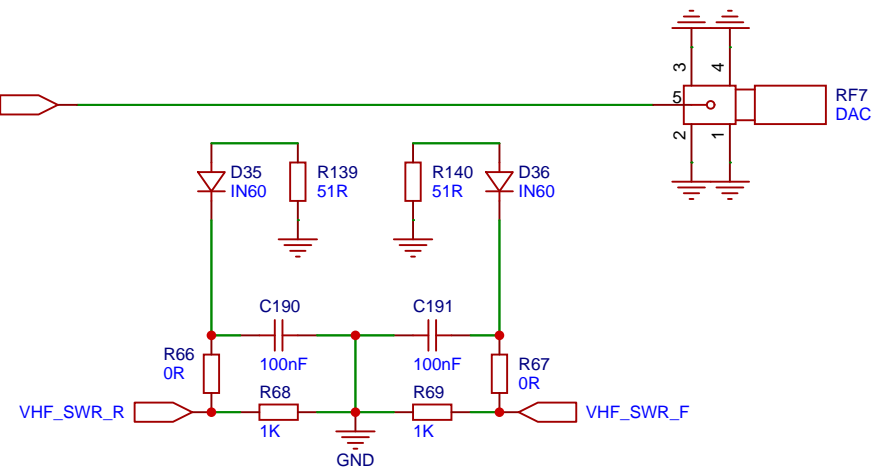 3
4
5
RF7
DAC
2
1
D35
IN60
R139
51R
R140
51R
D36
IN60
C190
100nF
C191
100nF
R66
0R
R67
0R
R68
1K
R69
1K
VHF_SWR_R
VHF_SWR_F
GND